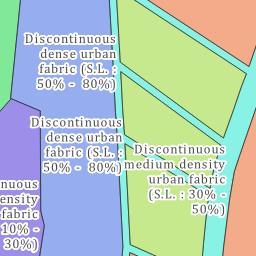 Discontinuous
dense urban
fabric (S.L. :
50% -  80%)
Discontinuous
dense urban
fabric (S.L. :
50% -  80%)
Discontinuous
medium density
urban fabric
(S.L. : 30% -
50%)
nuous
ensity
fabric
10% -
30%)